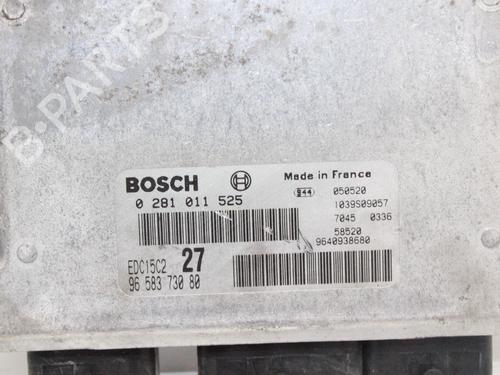 B-PARTS
BOSCH
Made in France
0 281 011 525
944 050520
1039S09057
7045 0336
58520
9640938680
EDC15C2 27
96 583 730 80